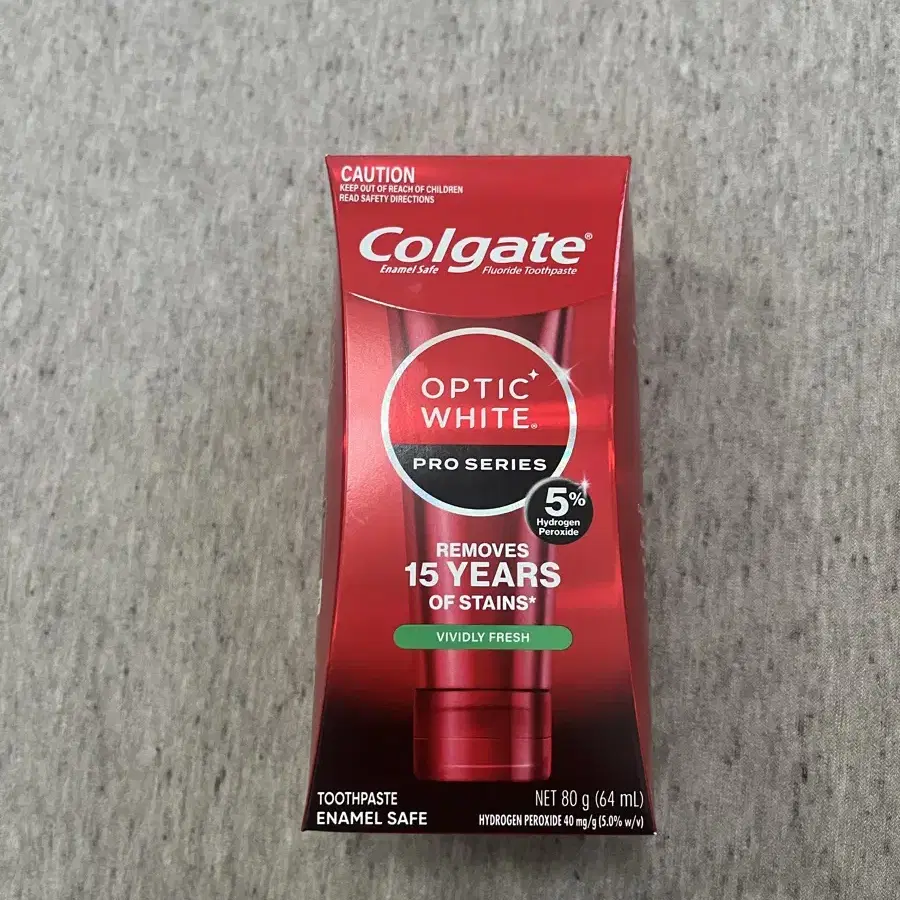 CAUTION
KEEP OUT OF REACH OF CHILDREN
READ SAFETY DIRECTIONS
Colgate®
Enamel Safe Fluoride Toothpaste
OPTIC
WHITE®
PRO SERIES
5%
Hydrogen
Peroxide
REMOVES
15 YEARS
OF STAINS*
VIVIDLY FRESH
TOOTHPASTE
ENAMEL SAFE
NET 80 g (64 mL)
HYDROGEN PEROXIDE 40 mg/g (5.0% w/v)